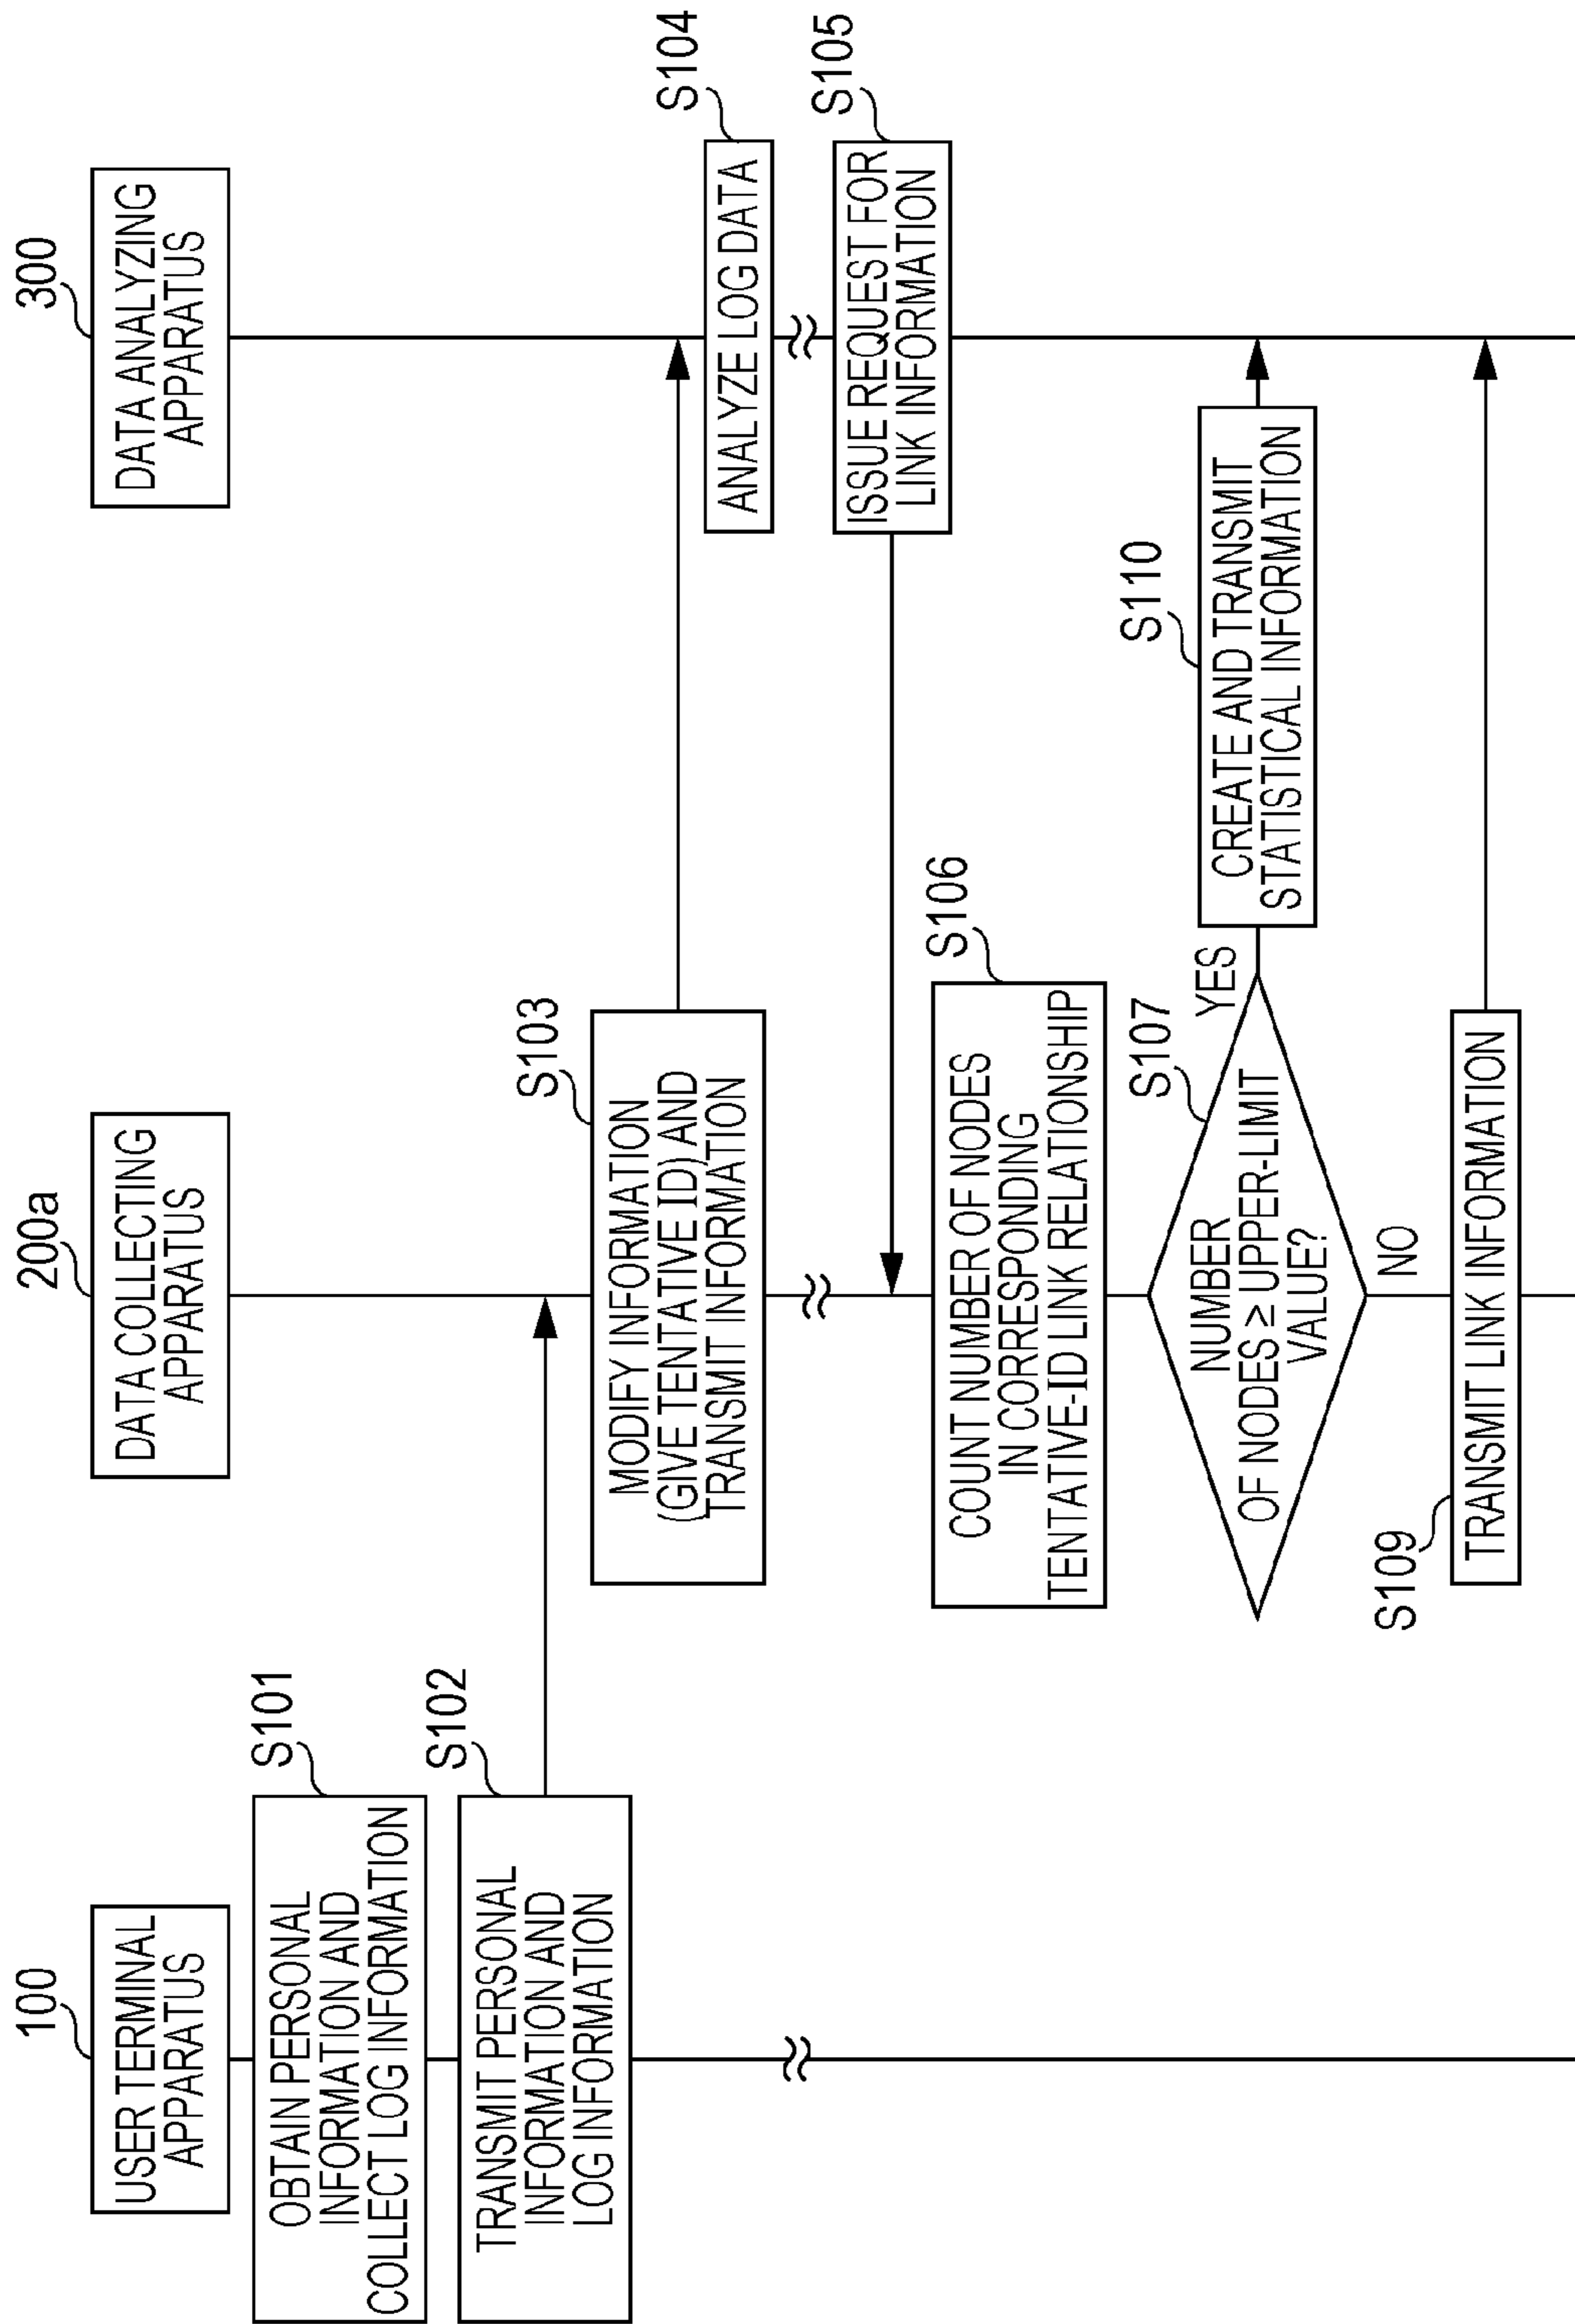 100
USER TERMINAL
APPARATUS
200a
DATA COLLECTING
APPARATUS
300
DATA ANALYZING
APPARATUS
S101
OBTAIN PERSONAL
INFORMATION AND
COLLECT LOG INFORMATION
S102
TRANSMIT PERSONAL
INFORMATION AND
LOG INFORMATION
S103
MODIFY INFORMATION
(GIVE TENTATIVE ID) AND
TRANSMIT INFORMATION
S104
ANALYZE LOG DATA
S105
ISSUE REQUEST FOR
LINK INFORMATION
S106
COUNT NUMBER OF NODES
IN CORRESPONDING
TENTATIVE-ID LINK RELATIONSHIP
S107
NUMBER
OF NODES ≥ UPPER-LIMIT
VALUE?
YES
NO
S110
CREATE AND TRANSMIT
STATISTICAL INFORMATION
S109
TRANSMIT LINK INFORMATION